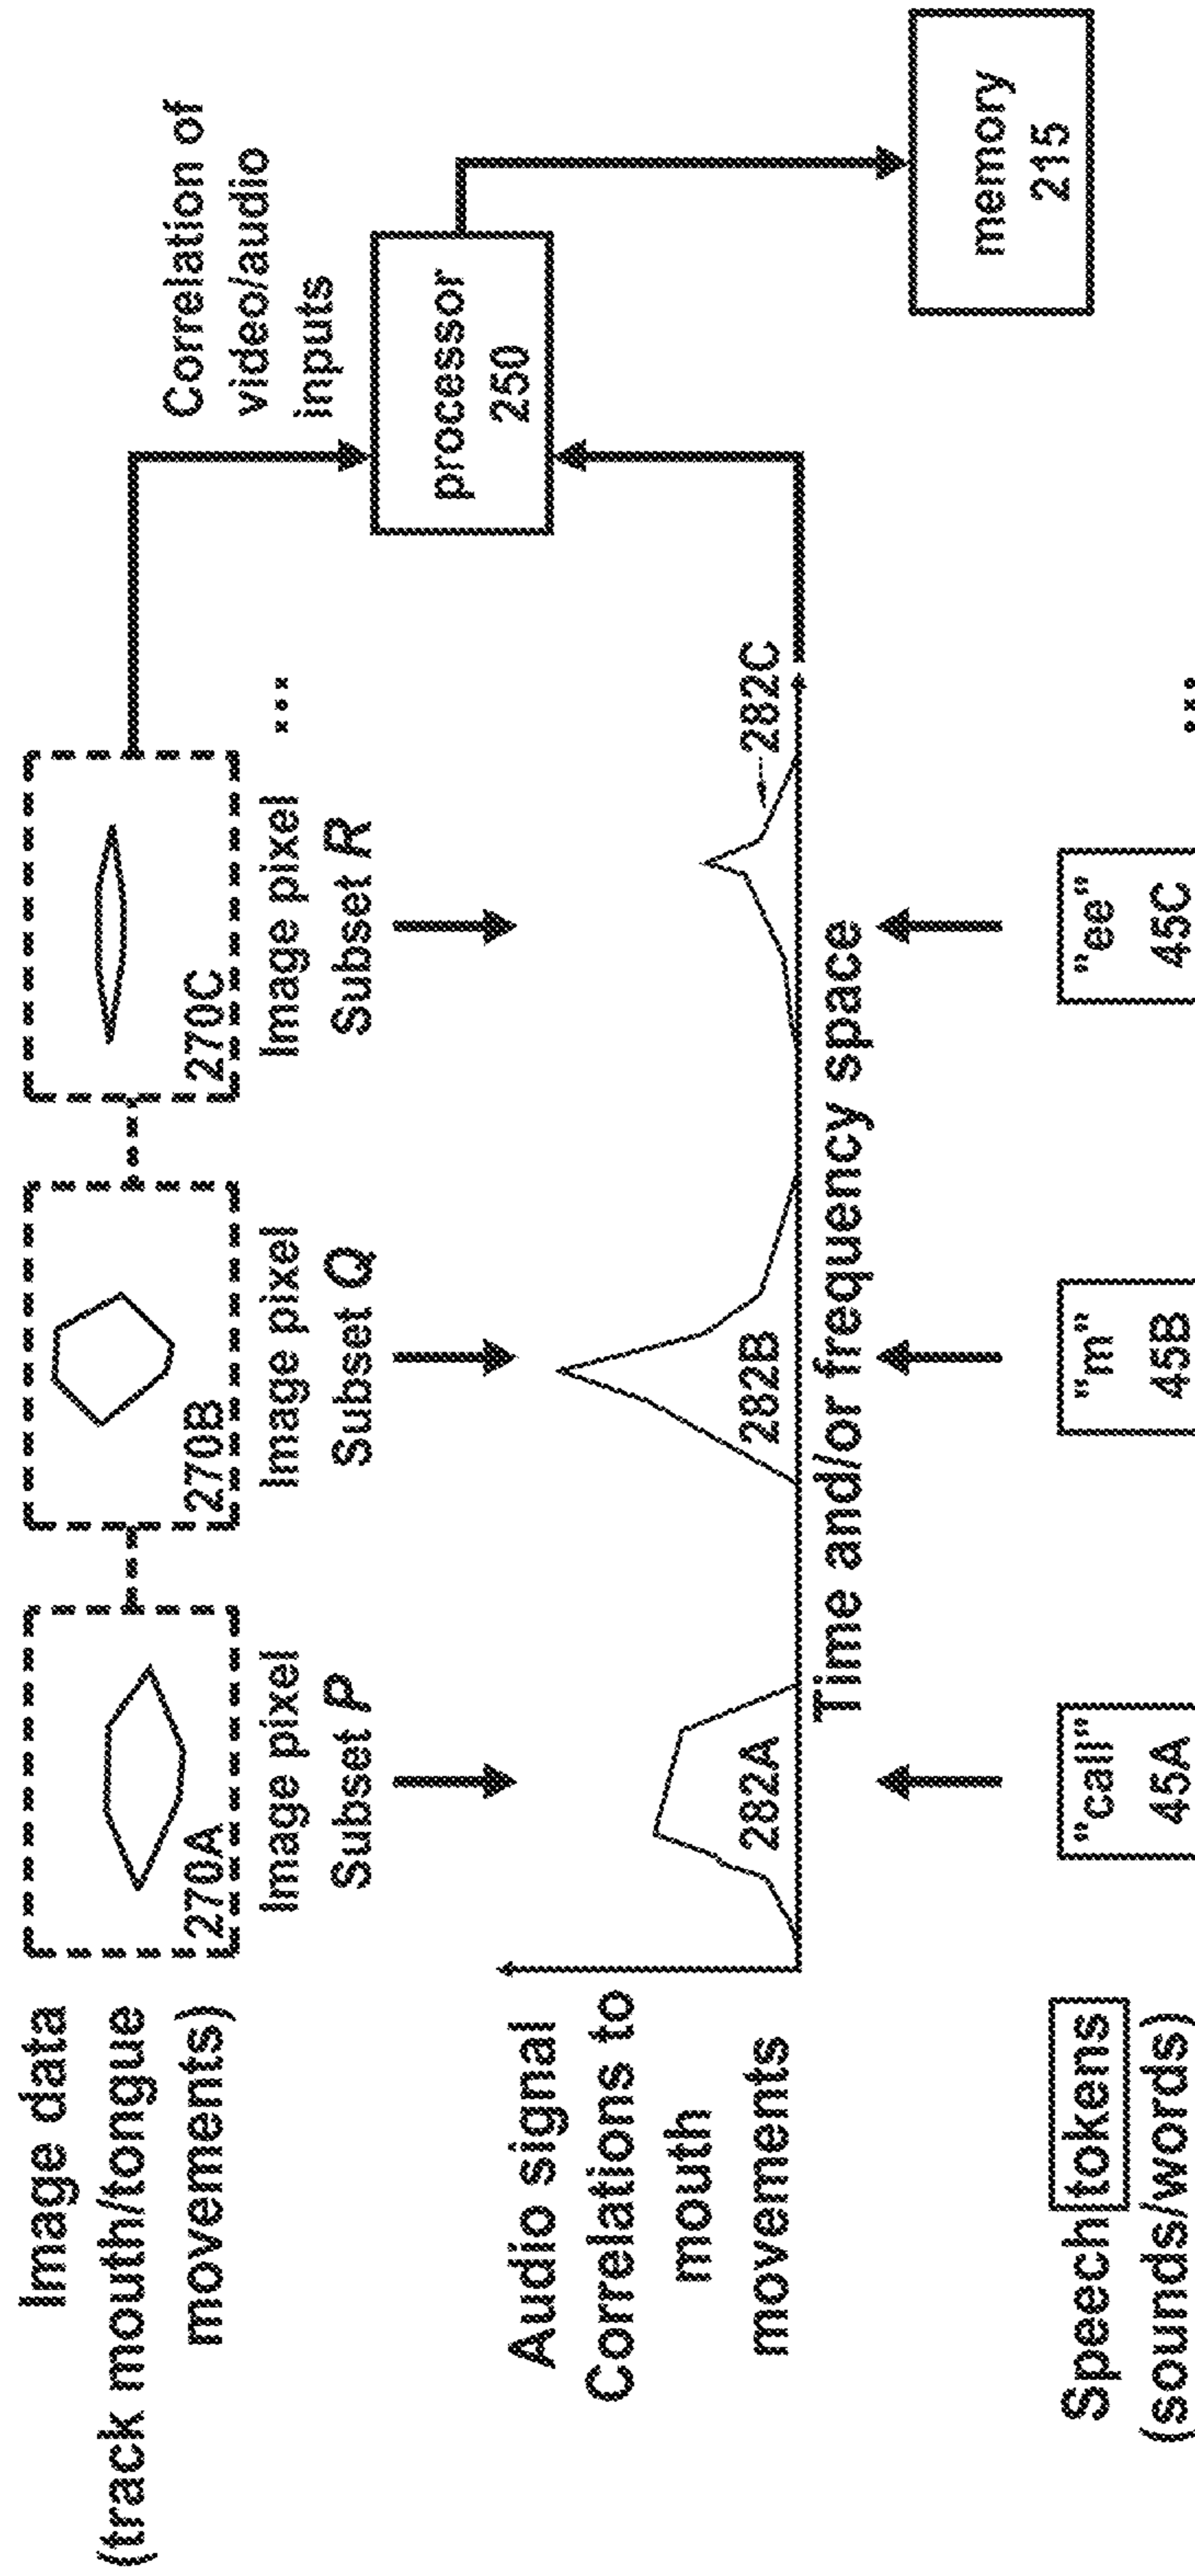 Image data
(track mouth/tongue
movements)
270A
270B
270C
Image pixel
Subset P
Image pixel
Subset Q
Image pixel
Subset R
...
Correlation of
video/audio
inputs
processor
250
memory
215
Audio signal
Correlations to
mouth
movements
282A
282B
282C
Time and/or frequency space
Speech tokens
(sounds/words)
"call"
45A
"m"
45B
"ee"
45C
...